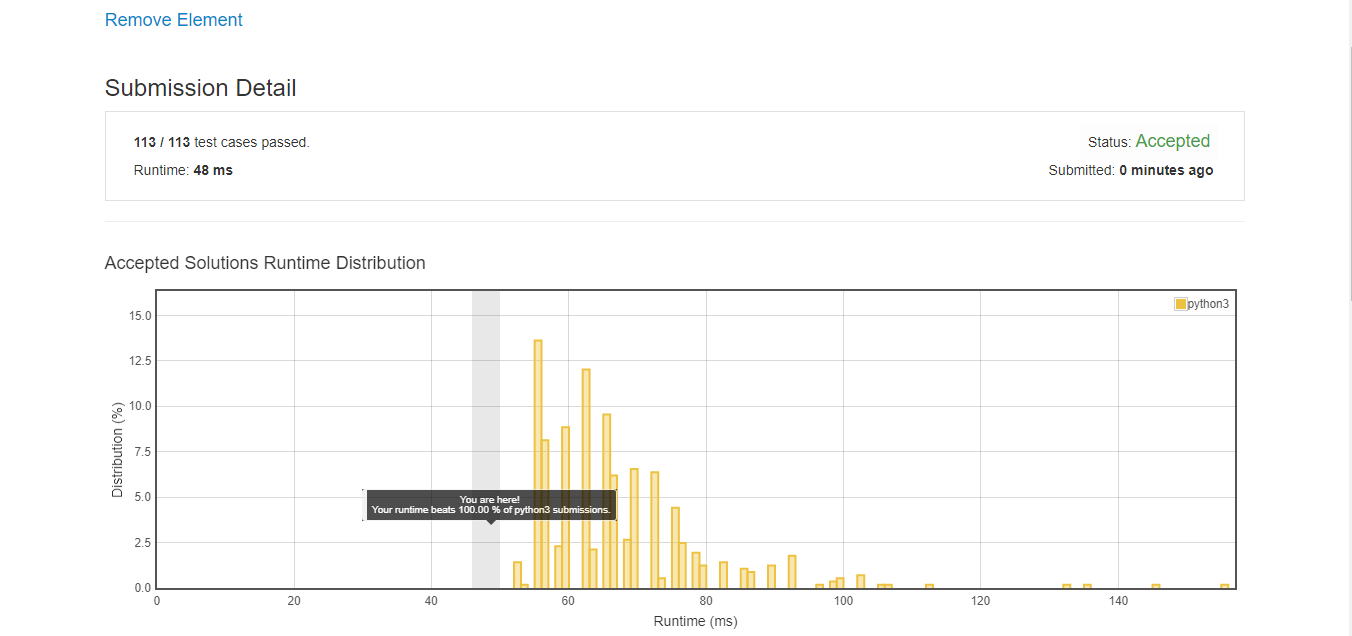 Remove Element
Submission Detail
113 / 113 test cases passed.
Status: Accepted
Runtime: 48 ms
Submitted: 0 minutes ago
Accepted Solutions Runtime Distribution
python3
15.0
12.5
10.0
7.5
5.0
2.5
0.0
Distribution (%)
You are here!
Your runtime beats 100.00 % of python3 submissions.
0 20 40 60 80 100 120 140
Runtime (ms)